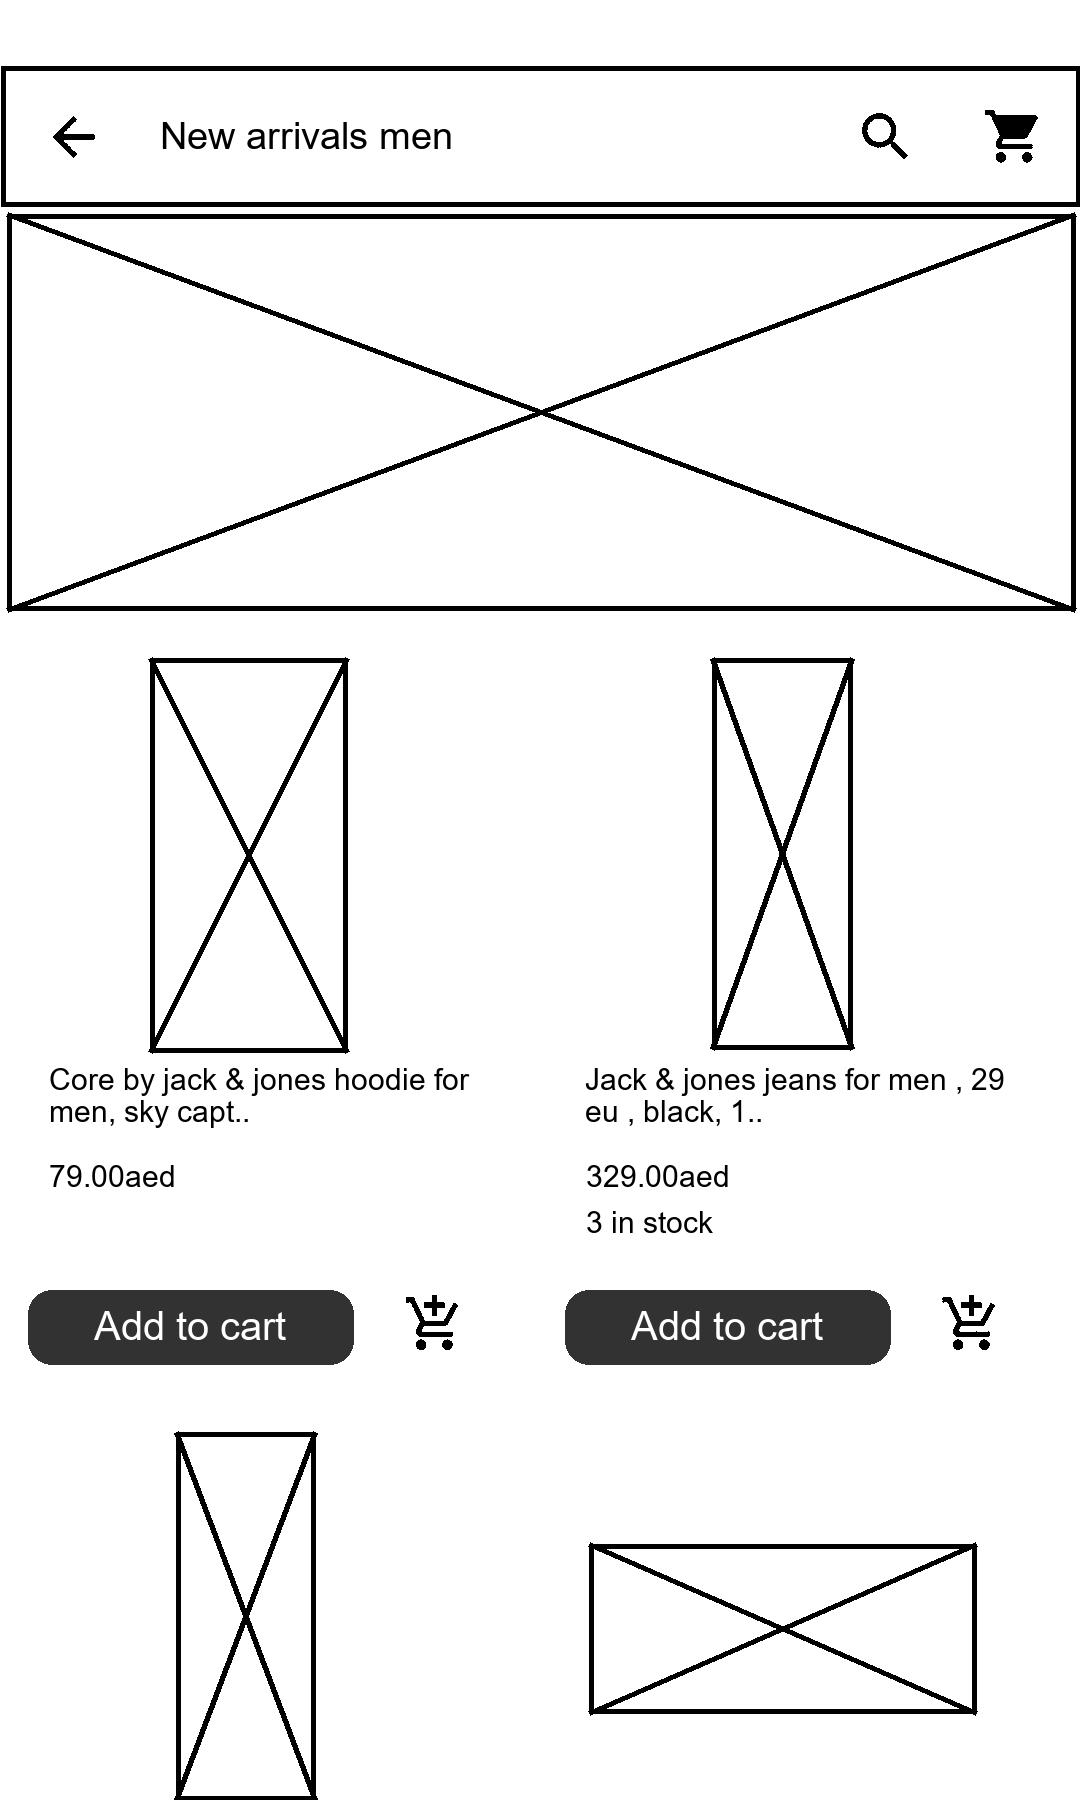 New arrivals men
Core by jack & jones hoodie for
men, sky capt..
79.00aed
Jack & jones jeans for men , 29
eu , black, 1..
329.00aed
3 in stock
Add to cart
Add to cart